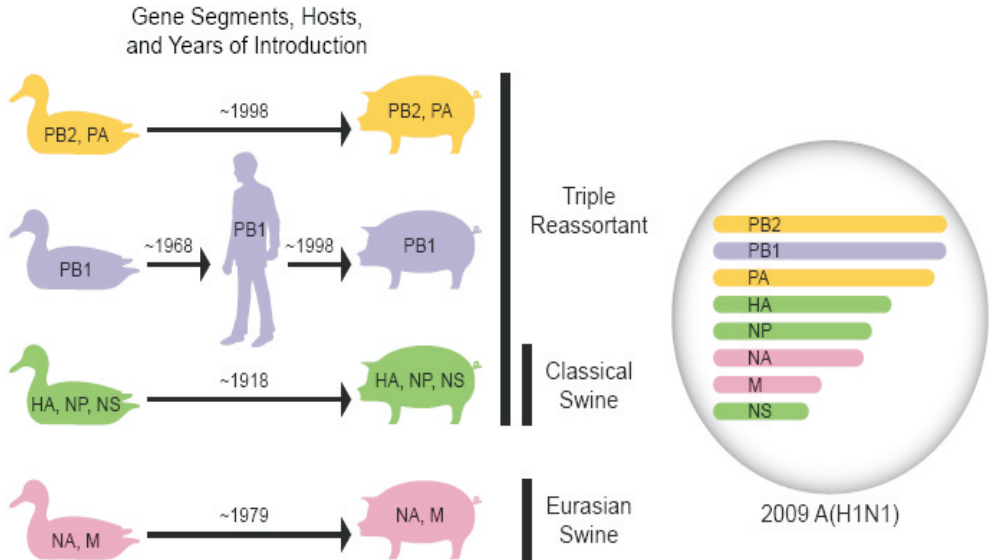 Gene Segments, Hosts,
and Years of Introduction
PB2, PA
~1998
PB2, PA
PB1
~1968
PB1
~1998
PB1
HA, NP, NS
~1918
HA, NP, NS
NA, M
~1979
NA, M
Triple
Reassortant
Classical
Swine
Eurasian
Swine
PB2
PB1
PA
HA
NP
NA
M
NS
2009 A(H1N1)